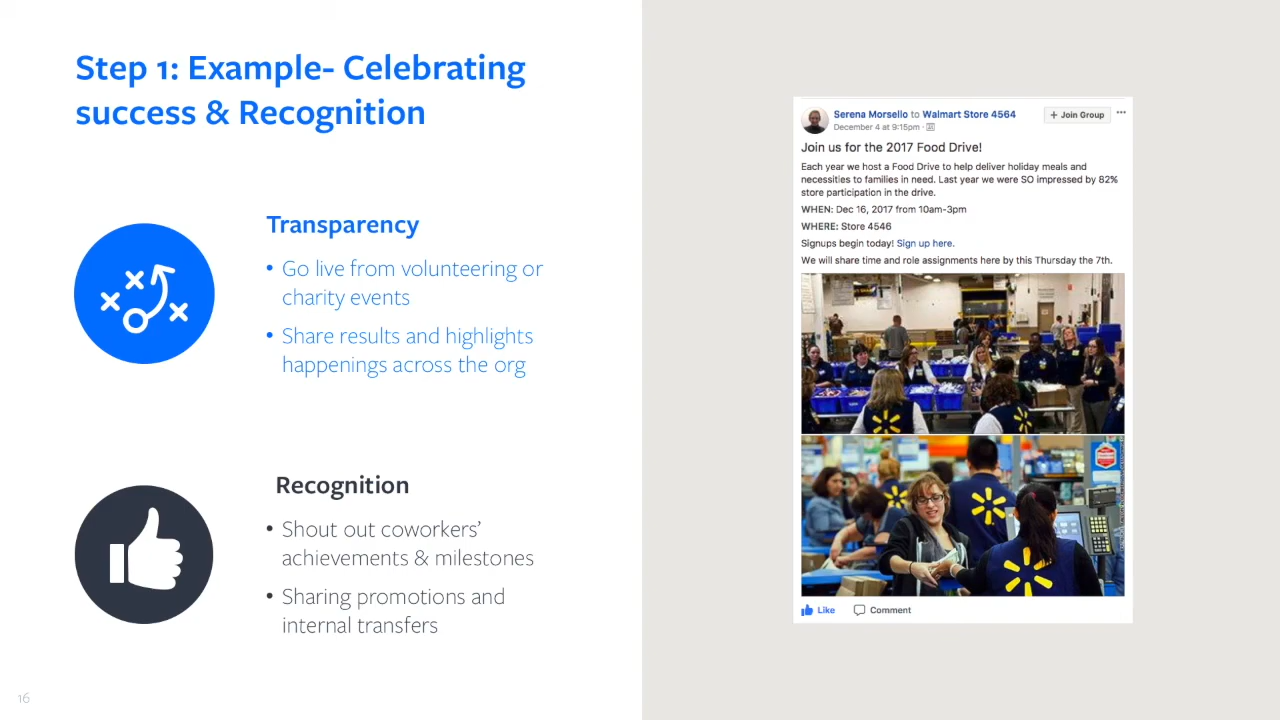 Step 1: Example- Celebrating
success & Recognition
Transparency
• Go live from volunteering or
charity events
• Share results and highlights
happenings across the org
Recognition
• Shout out coworkers’
achievements & milestones
• Sharing promotions and
internal transfers
16
Serena Morsello to Walmart Store 4564
+ Join Group
December 4 at 9:15pm ·
Join us for the 2017 Food Drive!
Each year we host a Food Drive to help deliver holiday meals and
necessities to families in need. Last year we were SO impressed by 82%
store participation in the drive.
WHEN: Dec 16, 2017 from 10am-3pm
WHERE: Store 4546
Signups begin today! Sign up here.
We will share time and role assignments here by this Thursday the 7th.
Like
Comment